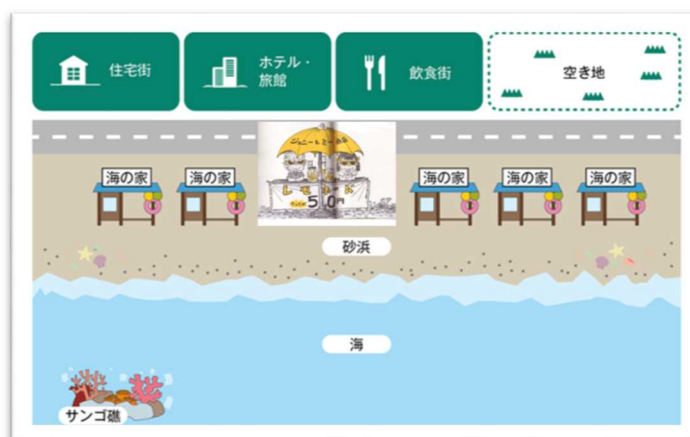 住宅街
ホテル・
旅館
飲食街
空き地
海の家
海の家
海の家
海の家
海の家
レモネード
50円
砂浜
海
サンゴ礁